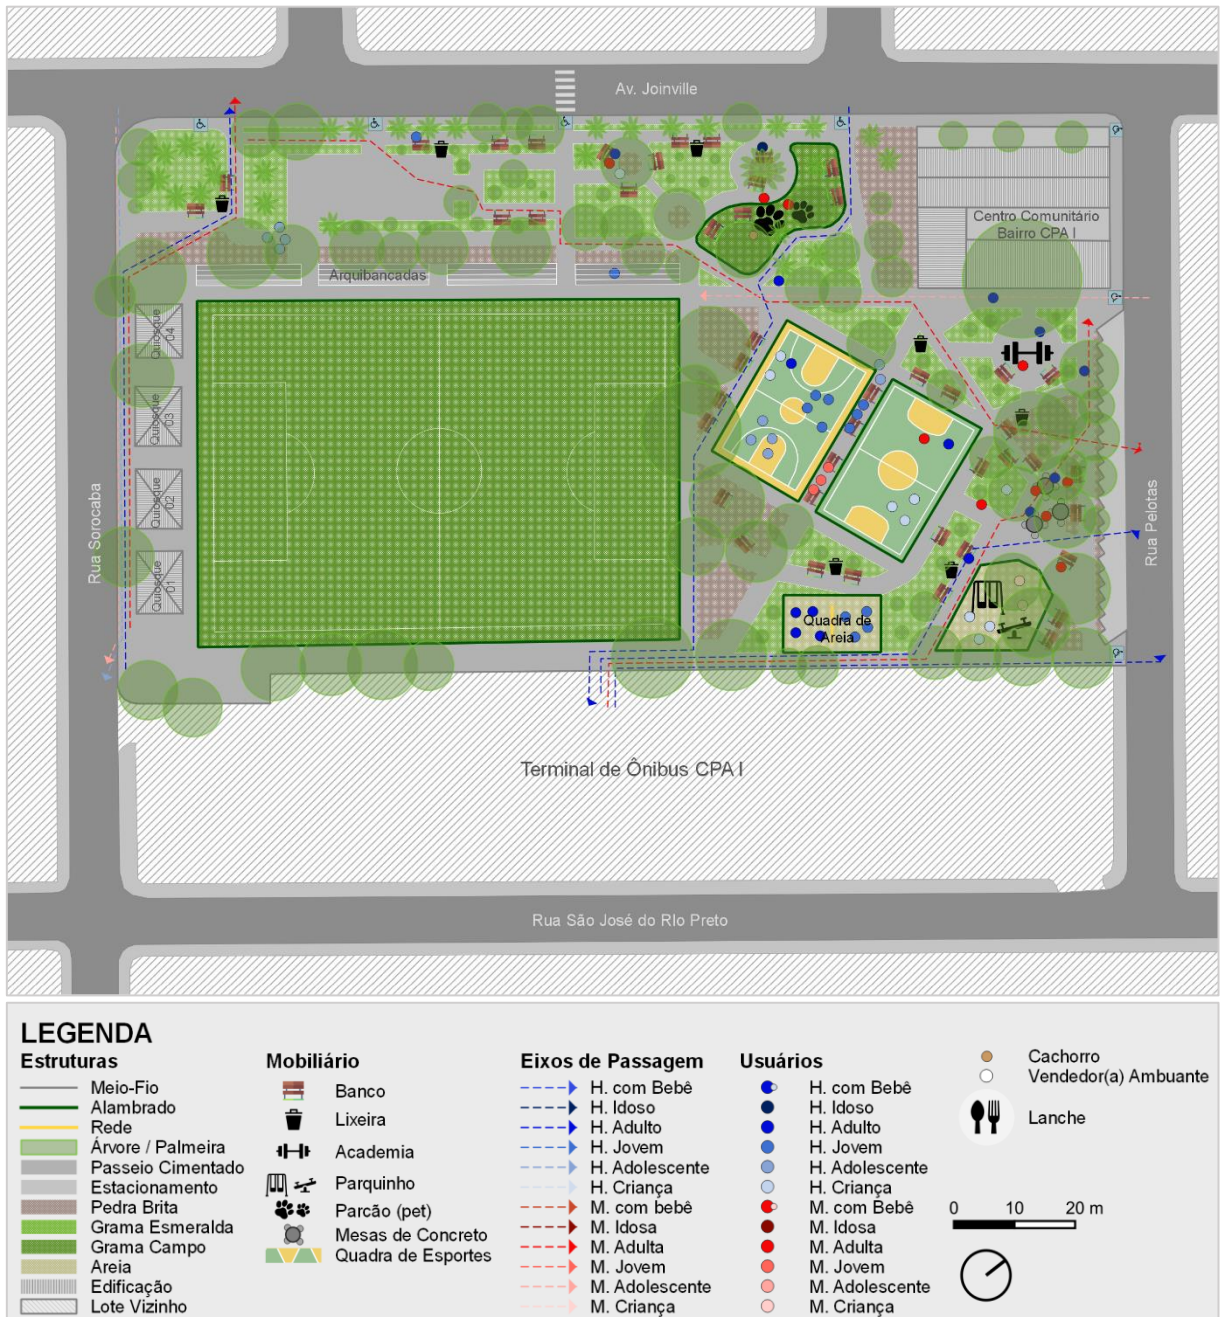 Av. Joinville
Centro Comunitário
Bairro CPA I
Arquibancadas
Quiosque
04
Quiosque
03
Quiosque
02
Quiosque
01
Rua Sorocaba
Rua Pelotas
Quadra de
Areia
Terminal de Ônibus CPA I
Rua São José do RIo Preto
LEGENDA
Estruturas
Meio-Fio
Alambrado
Rede
Árvore / Palmeira
Passeio Cimentado
Estacionamento
Pedra Brita
Grama Esmeralda
Grama Campo
Areia
Edificação
Lote Vizinho
Mobiliário
Banco
Lixeira
Academia
Parquinho
Parcão (pet)
Mesas de Concreto
Quadra de Esportes
Eixos de Passagem
H. com Bebê
H. Idoso
H. Adulto
H. Jovem
H. Adolescente
H. Criança
M. com bebê
M. Idosa
M. Adulta
M. Jovem
M. Adolescente
M. Criança
Usuários
H. com Bebê
H. Idoso
H. Adulto
H. Jovem
H. Adolescente
H. Criança
M. com Bebê
M. Idosa
M. Adulta
M. Jovem
M. Adolescente
M. Criança
Cachorro
Vendedor(a) Ambuante
Lanche
0 10 20 m